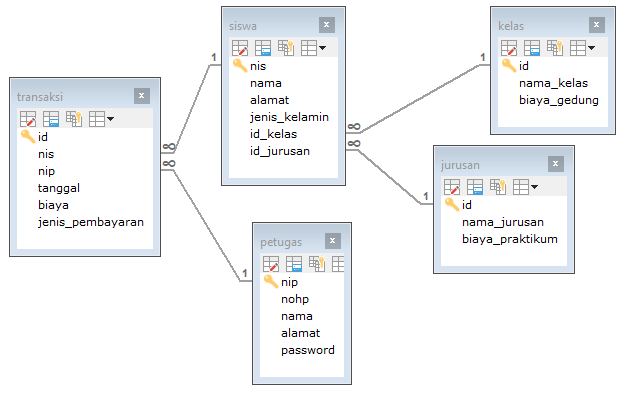 transaksi
id
nis
nip
tanggal
biaya
jenis_pembayaran
siswa
nis
nama
alamat
jenis_kelamin
id_kelas
id_jurusan
kelas
id
nama_kelas
biaya_gedung
jurusan
id
nama_jurusan
biaya_praktikum
petugas
nip
nohp
nama
alamat
password
1
∞
∞
1
1
∞
∞
1